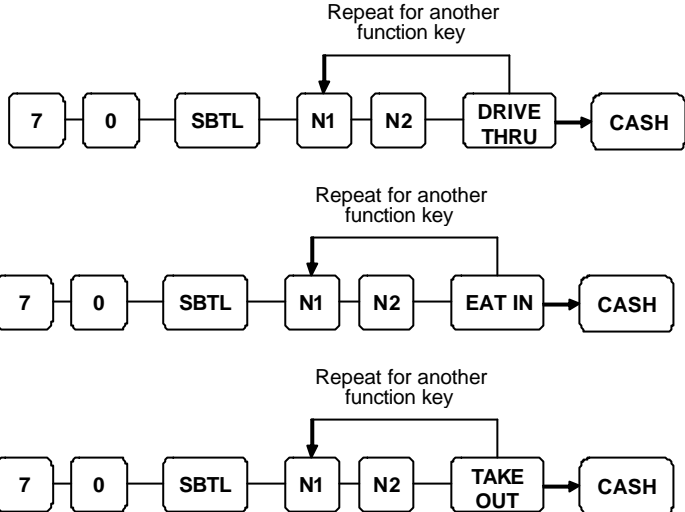 Repeat for another
function key
7 0 SBTL N1 N2 DRIVE THRU CASH
Repeat for another
function key
7 0 SBTL N1 N2 EAT IN CASH
Repeat for another
function key
7 0 SBTL N1 N2 TAKE OUT CASH